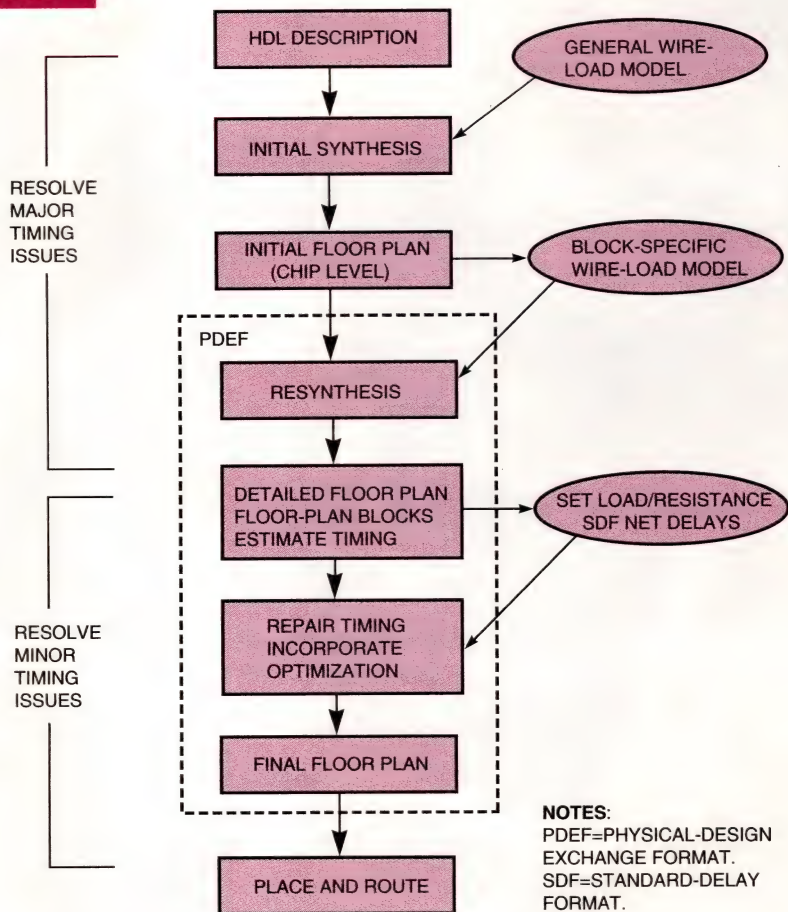 HDL DESCRIPTION
GENERAL WIRE-
LOAD MODEL
INITIAL SYNTHESIS
RESOLVE
MAJOR
TIMING
ISSUES
INITIAL FLOOR PLAN
(CHIP LEVEL)
BLOCK-SPECIFIC
WIRE-LOAD MODEL
PDEF
RESYNTHESIS
DETAILED FLOOR PLAN
FLOOR-PLAN BLOCKS
ESTIMATE TIMING
SET LOAD/RESISTANCE
SDF NET DELAYS
RESOLVE
MINOR
TIMING
ISSUES
REPAIR TIMING
INCORPORATE
OPTIMIZATION
FINAL FLOOR PLAN
PLACE AND ROUTE
NOTES:
PDEF=PHYSICAL-DESIGN
EXCHANGE FORMAT.
SDF=STANDARD-DELAY
FORMAT.